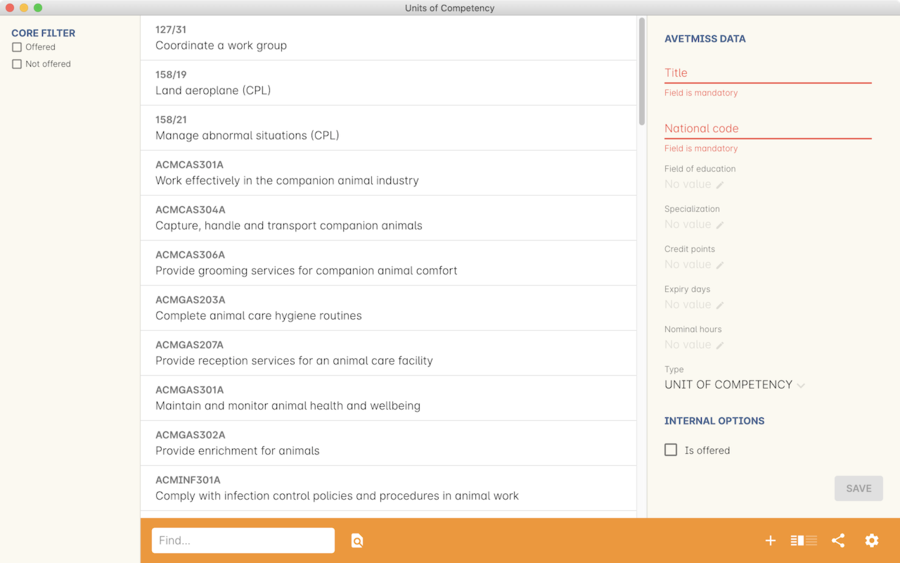 Units of Competency
CORE FILTER
Offered
Not offered
127/31
Coordinate a work group
158/19
Land aeroplane (CPL)
158/21
Manage abnormal situations (CPL)
ACMCAS301A
Work effectively in the companion animal industry
ACMCAS304A
Capture, handle and transport companion animals
ACMCAS306A
Provide grooming services for companion animal comfort
ACMGAS203A
Complete animal care hygiene routines
ACMGAS207A
Provide reception services for an animal care facility
ACMGAS301A
Maintain and monitor animal health and wellbeing
ACMGAS302A
Provide enrichment for animals
ACMINF301A
Comply with infection control policies and procedures in animal work
AVETMISS DATA
Title
Field is mandatory
National code
Field is mandatory
Field of education
No value
Specialization
No value
Credit points
No value
Expiry days
No value
Nominal hours
No value
Type
UNIT OF COMPETENCY
INTERNAL OPTIONS
Is offered
SAVE
Find...